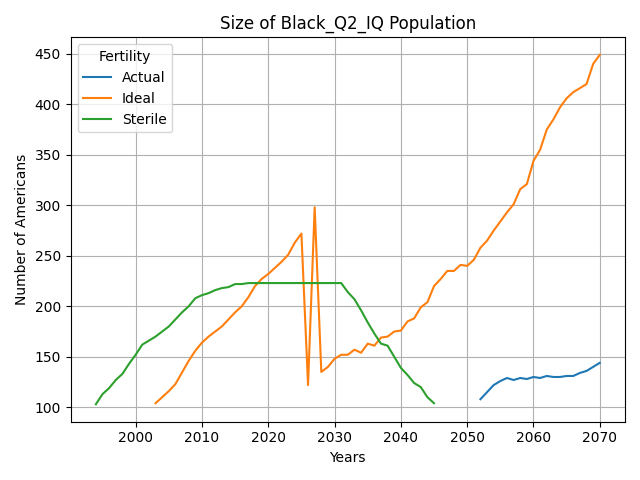 Size of Black_Q2_IQ Population
Fertility
Actual
Ideal
Sterile
Number of Americans
450
400
350
300
250
200
150
100
2000
2010
2020
2030
2040
2050
2060
2070
Years